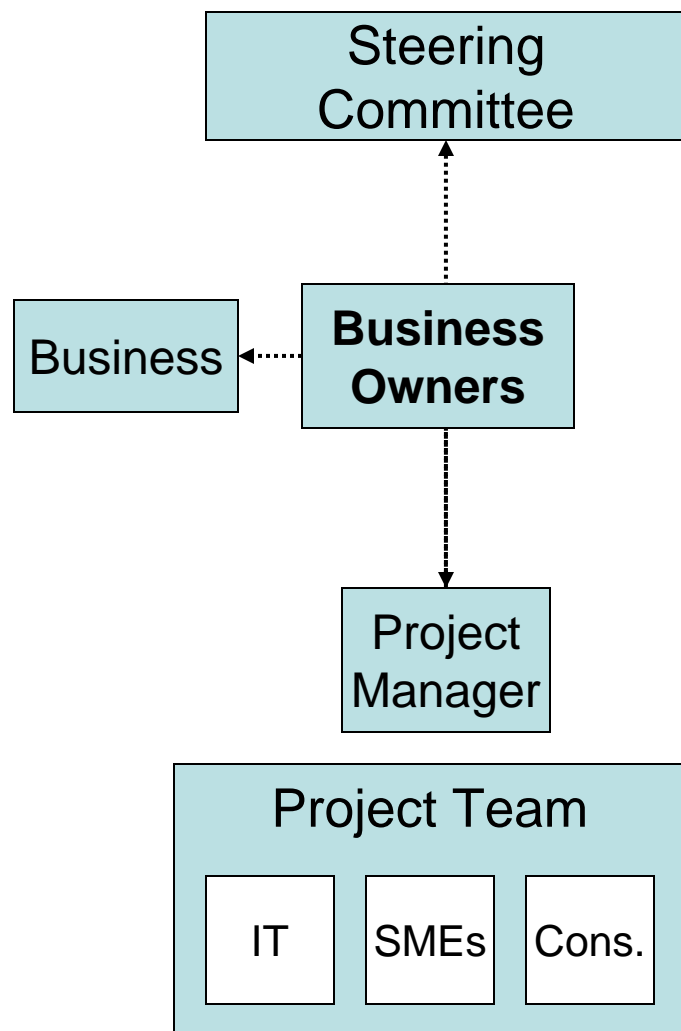 Steering
Committee
Business
Business
Owners
Project
Manager
Project Team
IT
SMEs
Cons.